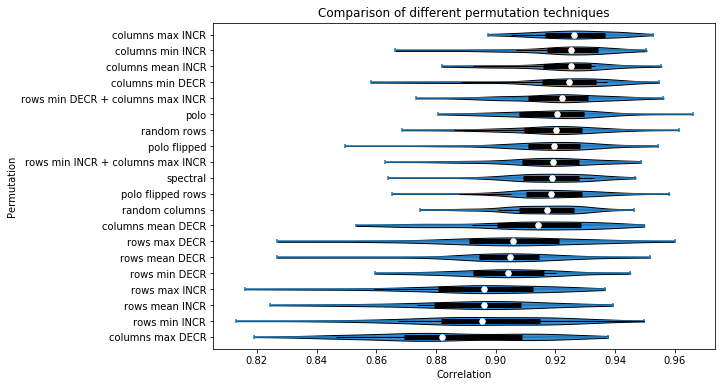 Comparison of different permutation techniques
Permutation
columns max INCR
columns min INCR
columns mean INCR
columns min DECR
rows min DECR + columns max INCR
polo
random rows
polo flipped
rows min INCR + columns max INCR
spectral
polo flipped rows
random columns
columns mean DECR
rows max DECR
rows mean DECR
rows min DECR
rows max INCR
rows mean INCR
rows min INCR
columns max DECR
0.82 0.84 0.86 0.88 0.90 0.92 0.94 0.96
Correlation